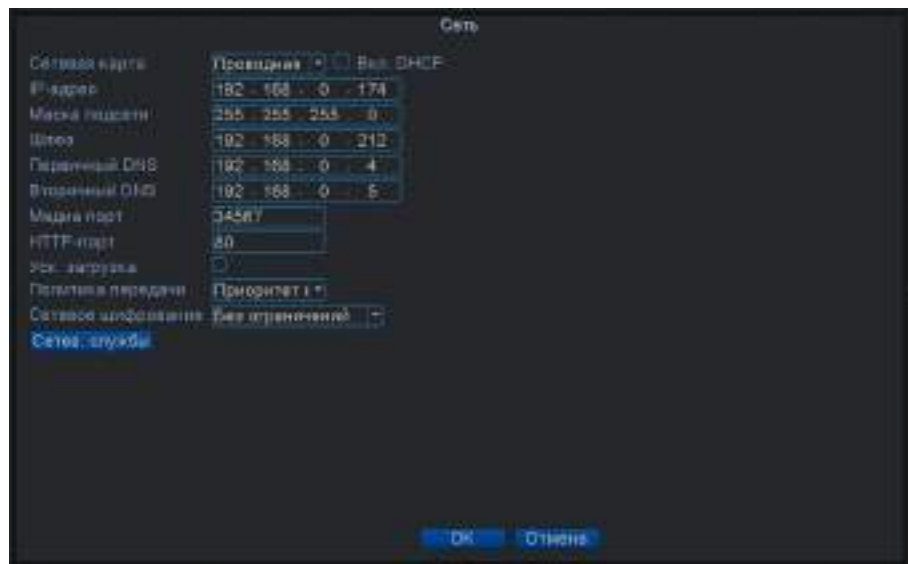 Сеть
Сетевая карта Проводная Вкл. DHCP
IP-адрес 192 . 168 . 0 . 174
Маска подсети 255 . 255 . 255 . 0
Шлюз 192 . 168 . 0 . 212
Первичный DNS 192 . 168 . 0 . 4
Вторичный DNS 192 . 168 . 0 . 5
Медиа порт 34567
HTTP-порт 80
Уск. загрузка
Политика передачи Приоритет
Сетевое шифрование Без ограничений
Сетев. службы
OK Отмена